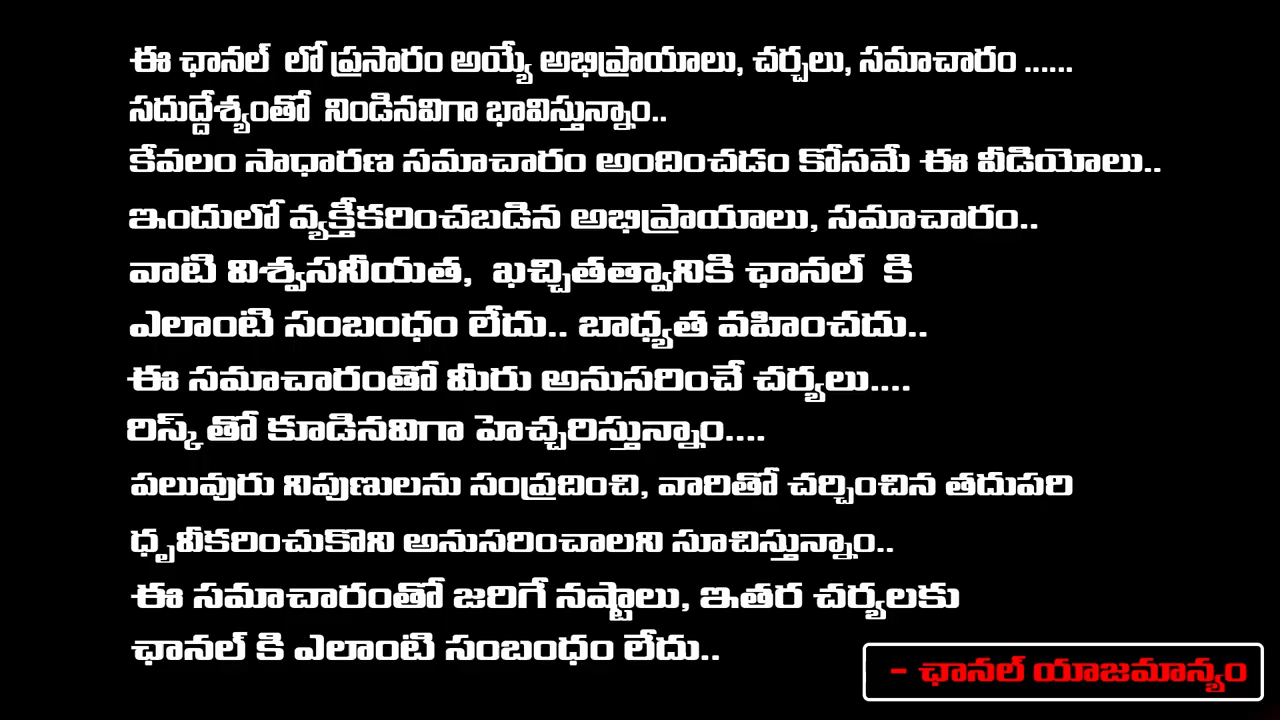 ఈ ఛానల్ లో ప్రసారం అయ్యే అభిప్రాయాలు, చర్చలు, సమాచారం ......
సదుద్దేశ్యంతో నిండినవిగా భావిస్తున్నాం..
కేవలం సాధారణ సమాచారం అందించడం కోసమే ఈ వీడియోలు..
ఇందులో వ్యక్తీకరించబడిన అభిప్రాయాలు, సమాచారం..
వాటి విశ్వసనీయత, ఖచ్చితత్వానికి ఛానల్ కి
ఎలాంటి సంబంధం లేదు.. బాధ్యత వహించదు..
ఈ సమాచారంతో మీరు అనుసరించే చర్యలు....
రిస్క్ తో కూడినవిగా హెచ్చరిస్తున్నాం....
పలువురు నిపుణులను సంప్రదించి, వారితో చర్చించిన తదుపరి
ధృవీకరించుకొని అనుసరించాలని సూచిస్తున్నాం..
ఈ సమాచారంతో జరిగే నష్టాలు, ఇతర చర్యలకు
ఛానల్ కి ఎలాంటి సంబంధం లేదు..
- ఛానల్ యాజమాన్యం